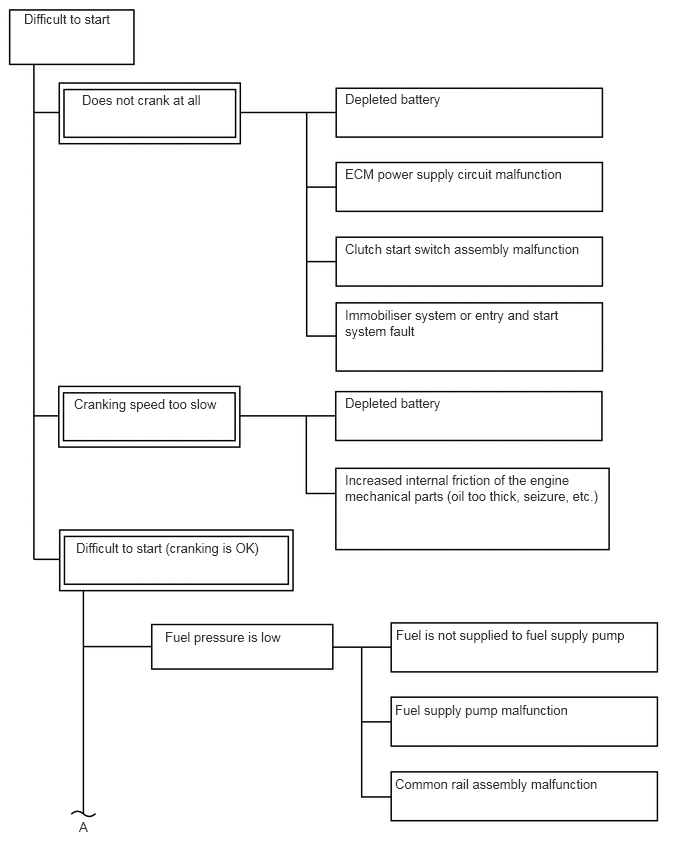 Difficult to start
Does not crank at all
Depleted battery
ECM power supply circuit malfunction
Clutch start switch assembly malfunction
Immobiliser system or entry and start
system fault
Cranking speed too slow
Depleted battery
Increased internal friction of the engine
mechanical parts (oil too thick, seizure, etc.)
Difficult to start (cranking is OK)
Fuel pressure is low
Fuel is not supplied to fuel supply pump
Fuel supply pump malfunction
Common rail assembly malfunction
A